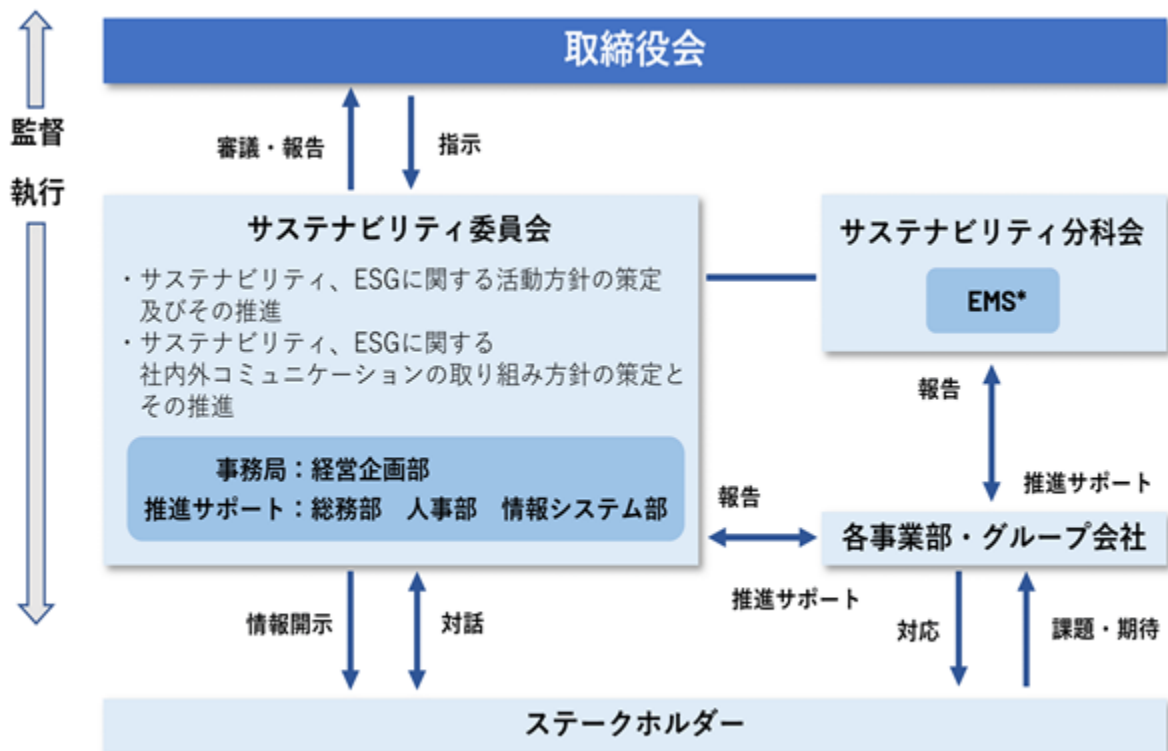 取締役会
監督
執行
審議・報告
指示
サステナビリティ委員会
・サステナビリティ、ESGに関する活動方針の策定
及びその推進
・サステナビリティ、ESGに関する
社内外コミュニケーションの取り組み方針の策定と
その推進
事務局：経営企画部
推進サポート：総務部 人事部 情報システム部
サステナビリティ分科会
EMS*
報告
推進サポート
報告
推進サポート
各事業部・グループ会社
情報開示
対話
対応
課題・期待
ステークホルダー